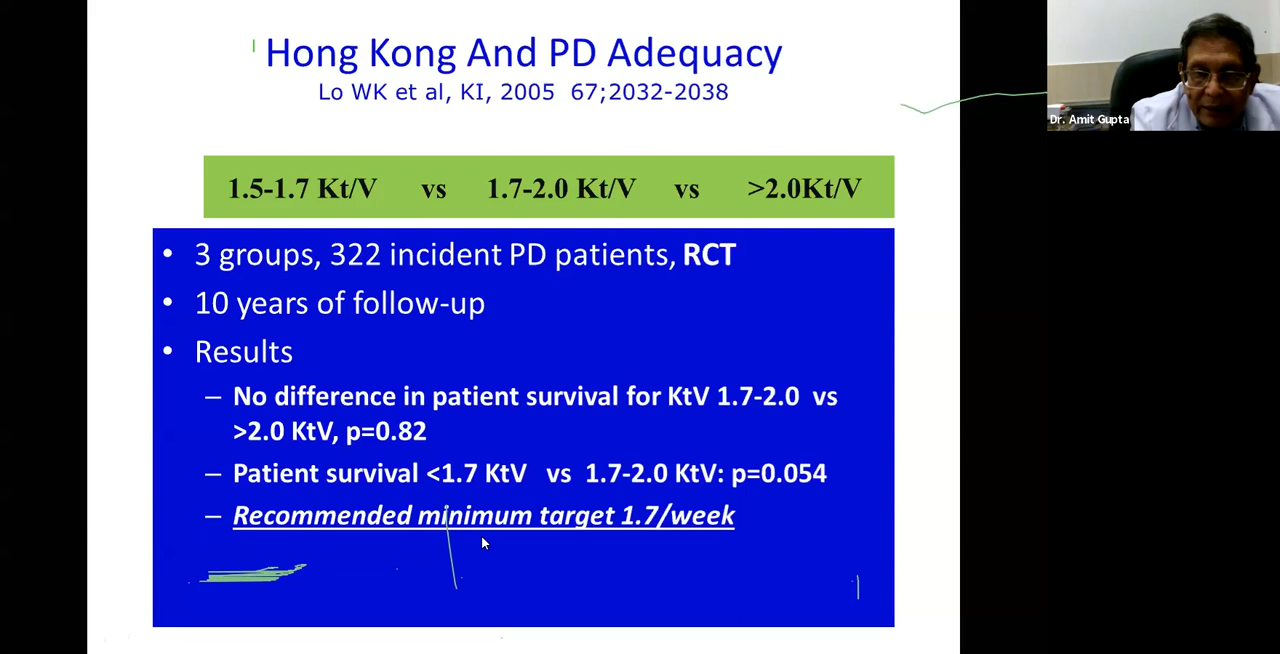 Hong Kong And PD Adequacy
Lo WK et al, KI, 2005 67;2032-2038
1.5-1.7 Kt/V vs 1.7-2.0 Kt/V vs >2.0Kt/V
• 3 groups, 322 incident PD patients, RCT
• 10 years of follow-up
• Results
– No difference in patient survival for KtV 1.7-2.0 vs
>2.0 KtV, p=0.82
– Patient survival <1.7 KtV vs 1.7-2.0 KtV: p=0.054
– Recommended minimum target 1.7/week
Dr. Amit Gupta